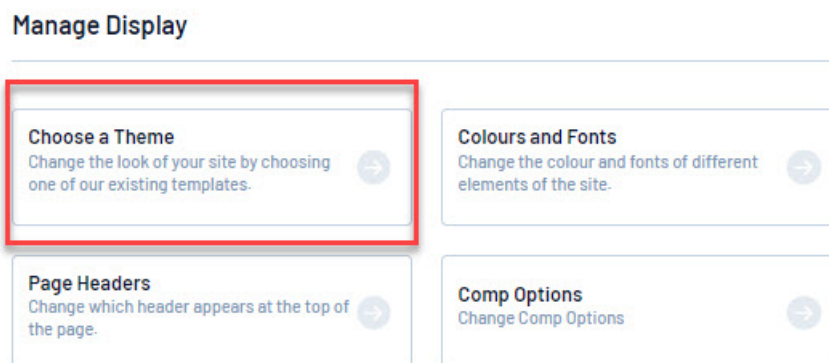 Manage Display
Choose a Theme
Change the look of your site by choosing
one of our existing templates.
Colours and Fonts
Change the colour and fonts of different
elements of the site.
Page Headers
Change which header appears at the top of
the page.
Comp Options
Change Comp Options